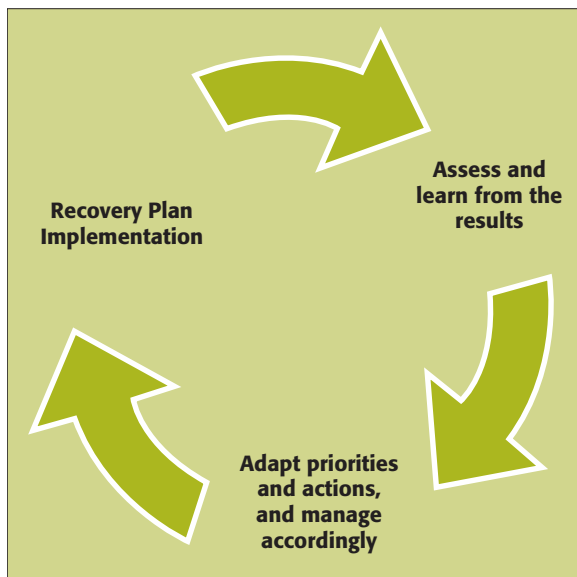 Recovery Plan
Implementation
Assess and
learn from the
results
Adapt priorities
and actions,
and manage
accordingly